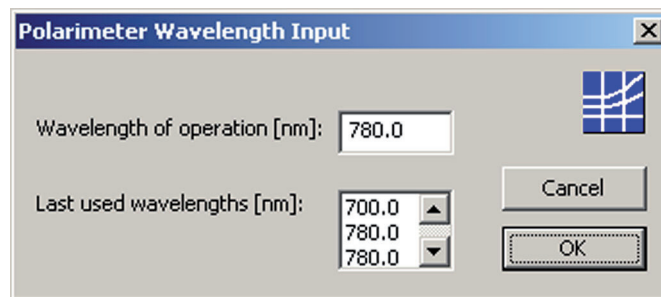 Polarimeter Wavelength Input
Wavelength of operation [nm]: 780.0
Last used wavelengths [nm]: 700.0
780.0
780.0
Cancel
OK